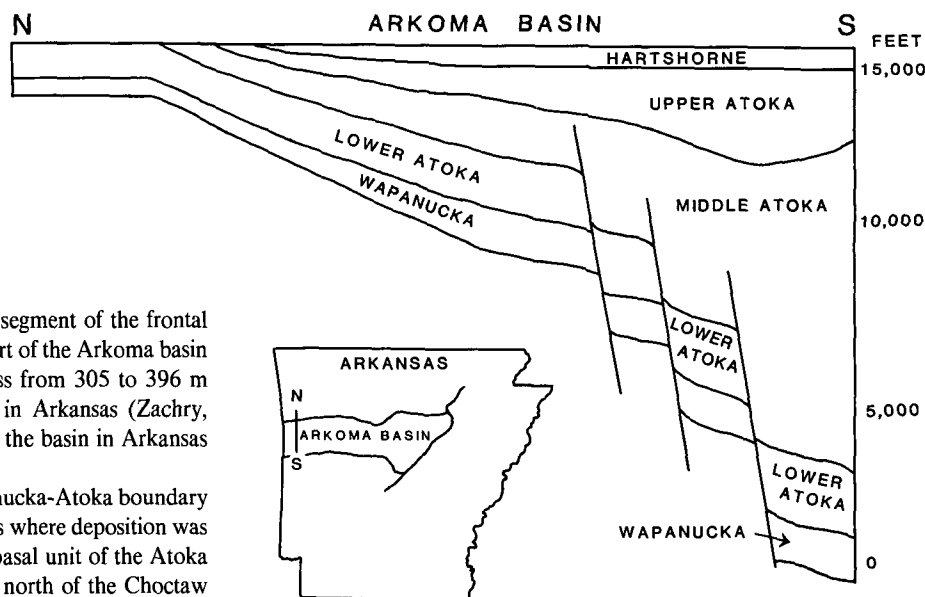 N
ARKOMA BASIN
S
FEET
HARTSHORNE
15,000
UPPER ATOKA
LOWER ATOKA
WAPANUCKA
MIDDLE ATOKA
10,000
segment of the frontal
rt of the Arkoma basin
ss from 305 to 396 m
in Arkansas (Zachry,
the basin in Arkansas
nucka-Atoka boundary
s where deposition was
basal unit of the Atoka
north of the Choctaw
ARKANSAS
N
ARKOMA BASIN
S
LOWER
ATOKA
5,000
LOWER
ATOKA
WAPANUCKA
0